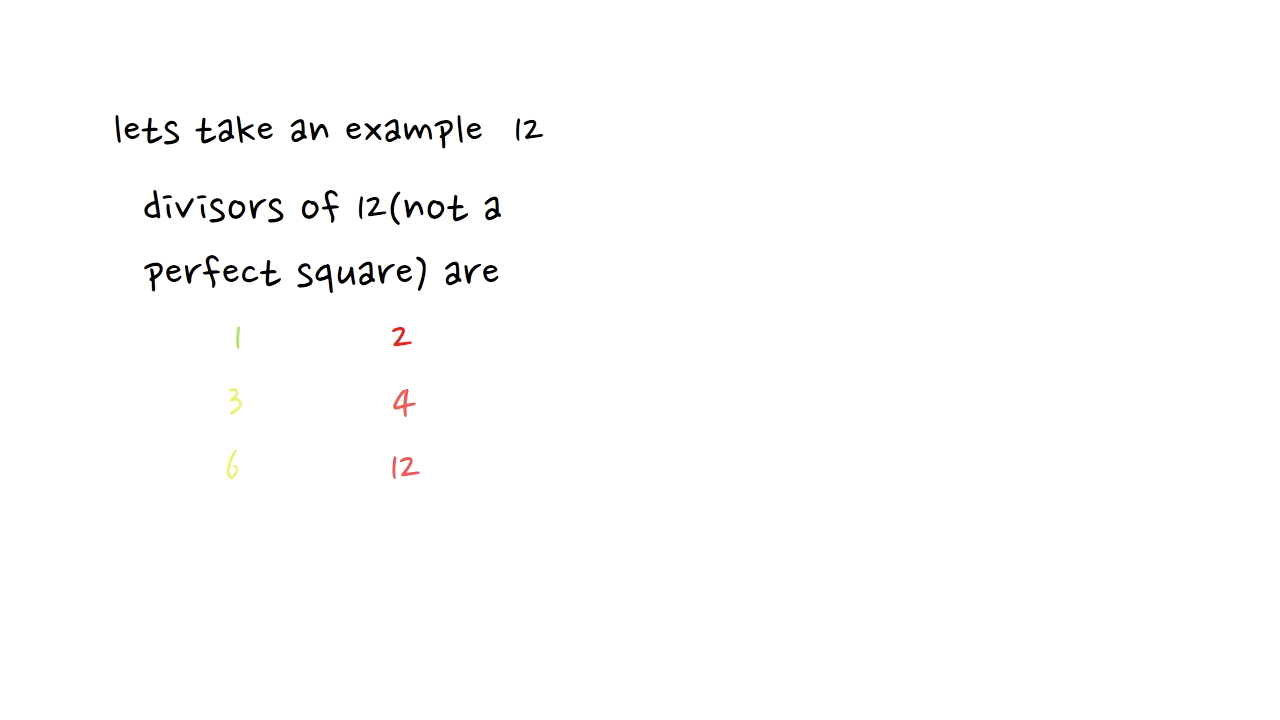 lets take an example 12
divisors of 12(not a
perfect square) are
1 2
3 4
6 12